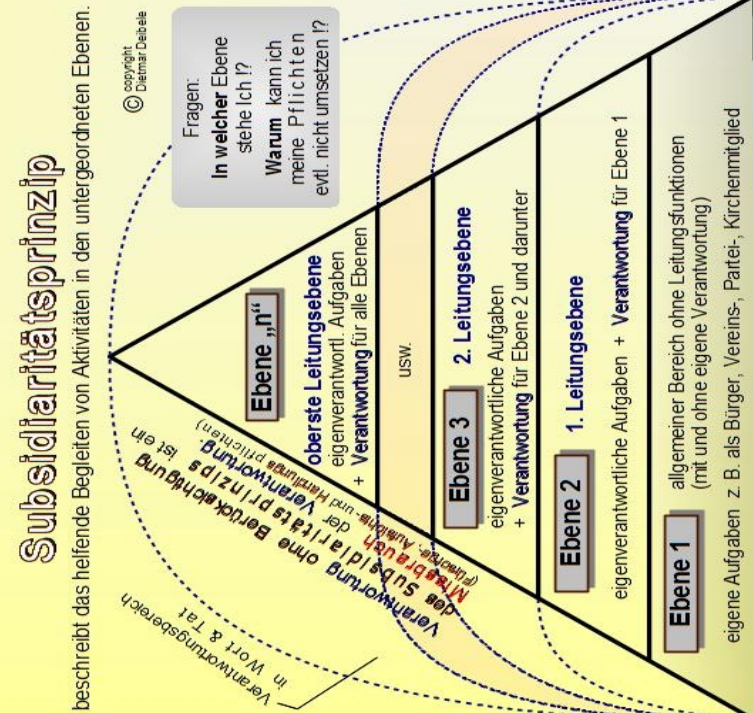 Subsidiaritätsprinzip
beschreibt das helfende Begleiten von Aktivitäten in den untergeordneten Ebenen.
© copyright
Dietmar Deibele
Fragen:
In welcher Ebene
stehe Ich !?
Warum kann ich
meine Pflichten
evtl. nicht umsetzen !?
Verantwortung ohne Berücksichtigung
des Subsidiaritätsprinzips ist ein
Missbrauch der Verantwortung.
(Fürsorge, Aufsichts- und Handlungspflichten)
Verantwortungsbereich
in Wort & Tat
Ebene „n“
oberste Leitungsebene
eigenverantwortl. Aufgaben
+ Verantwortung für alle Ebenen
usw.
Ebene 3
2. Leitungsebene
eigenverantwortliche Aufgaben
+ Verantwortung für Ebene 2 und darunter
Ebene 2
1. Leitungsebene
eigenverantwortliche Aufgaben + Verantwortung für Ebene 1
Ebene 1
allgemeiner Bereich ohne Leitungsfunktionen
(mit und ohne eigene Verantwortung)
eigene Aufgaben z. B. als Bürger, Vereins-, Partei-, Kirchenmitglied